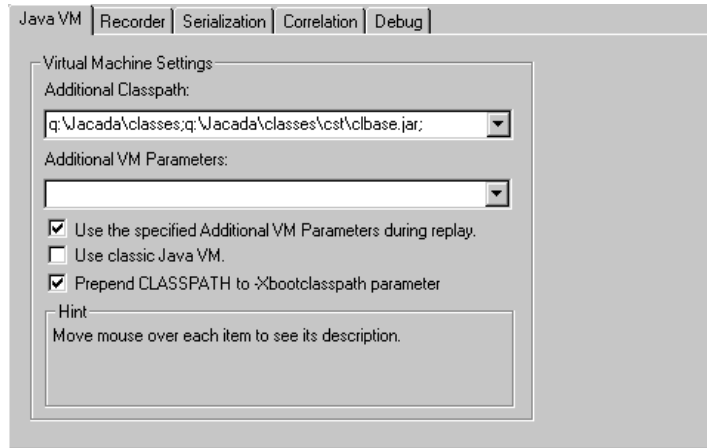 Java VM Recorder Serialization Correlation Debug
Virtual Machine Settings
Additional Classpath:
q:\Jacada\classes;q:\Jacada\classes\cst\clbase.jar;
Additional VM Parameters:
Use the specified Additional VM Parameters during replay.
Use classic Java VM.
Prepend CLASSPATH to -Xbootclasspath parameter
Hint
Move mouse over each item to see its description.